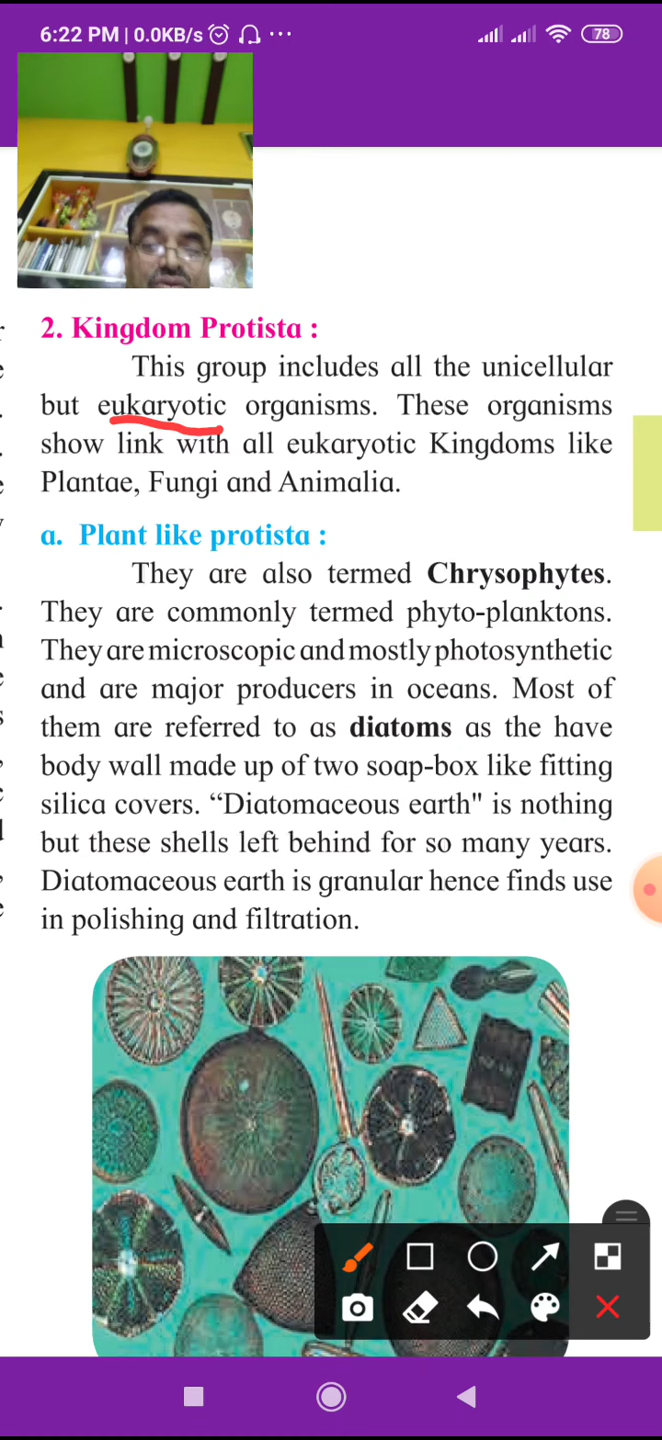 6:22 PM | 0.0KB/s
78
2. Kingdom Protista :
This group includes all the unicellular
but eukaryotic organisms. These organisms
show link with all eukaryotic Kingdoms like
Plantae, Fungi and Animalia.
a. Plant like protista :
They are also termed Chrysophytes.
They are commonly termed phyto-planktons.
They are microscopic and mostly photosynthetic
and are major producers in oceans. Most of
them are referred to as diatoms as the have
body wall made up of two soap-box like fitting
silica covers. “Diatomaceous earth" is nothing
but these shells left behind for so many years.
Diatomaceous earth is granular hence finds use
in polishing and filtration.